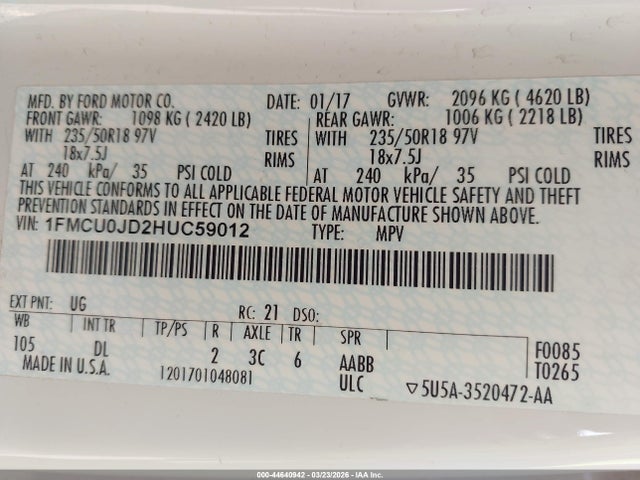 MFD. BY FORD MOTOR CO. DATE: 01/17 GVWR: 2096 KG ( 4620 LB)
FRONT GAWR: 1098 KG ( 2420 LB) REAR GAWR: 1006 KG ( 2218 LB)
WITH 235/50R18 97V TIRES WITH 235/50R18 97V TIRES
18x7.5J RIMS 18x7.5J RIMS
AT 240 kPa/ 35 PSI COLD AT 240 kPa/ 35 PSI COLD
THIS VEHICLE CONFORMS TO ALL APPLICABLE FEDERAL MOTOR VEHICLE SAFETY AND THEFT
PREVENTION STANDARDS IN EFFECT ON THE DATE OF MANUFACTURE SHOWN ABOVE.
VIN: 1FMCU0JD2HUC59012 TYPE: MPV
EXT PNT: UG RC: 21 DSO:
WB INT TR TP/PS R AXLE TR SPR F0085
105 DL 2 3C 6 AABB T0265
MADE IN U.S.A. 1201701048081 ULC ▽5U5A-3520472-AA
000-44640942 - 03/23/2026 - IAA Inc.